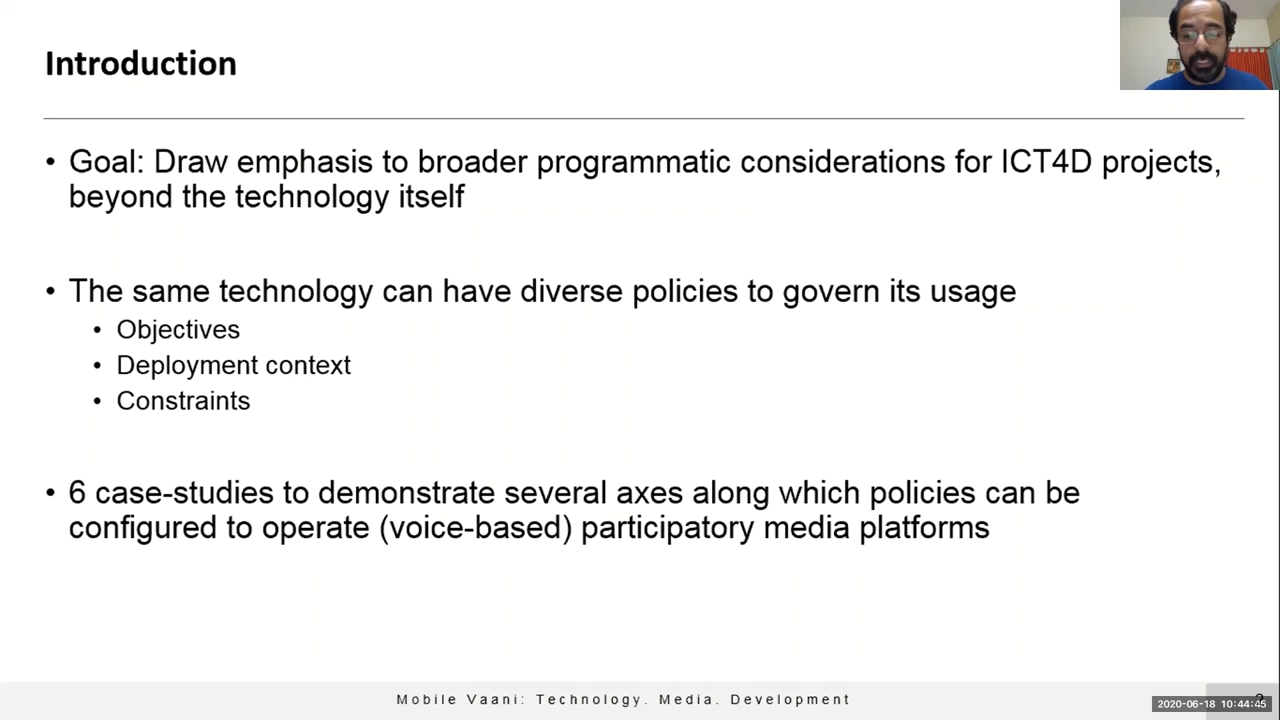 Introduction
• Goal: Draw emphasis to broader programmatic considerations for ICT4D projects,
beyond the technology itself
• The same technology can have diverse policies to govern its usage
• Objectives
• Deployment context
• Constraints
• 6 case-studies to demonstrate several axes along which policies can be
configured to operate (voice-based) participatory media platforms
Mobile Vaani: Technology. Media. Development
2020-06-18 10:44:45